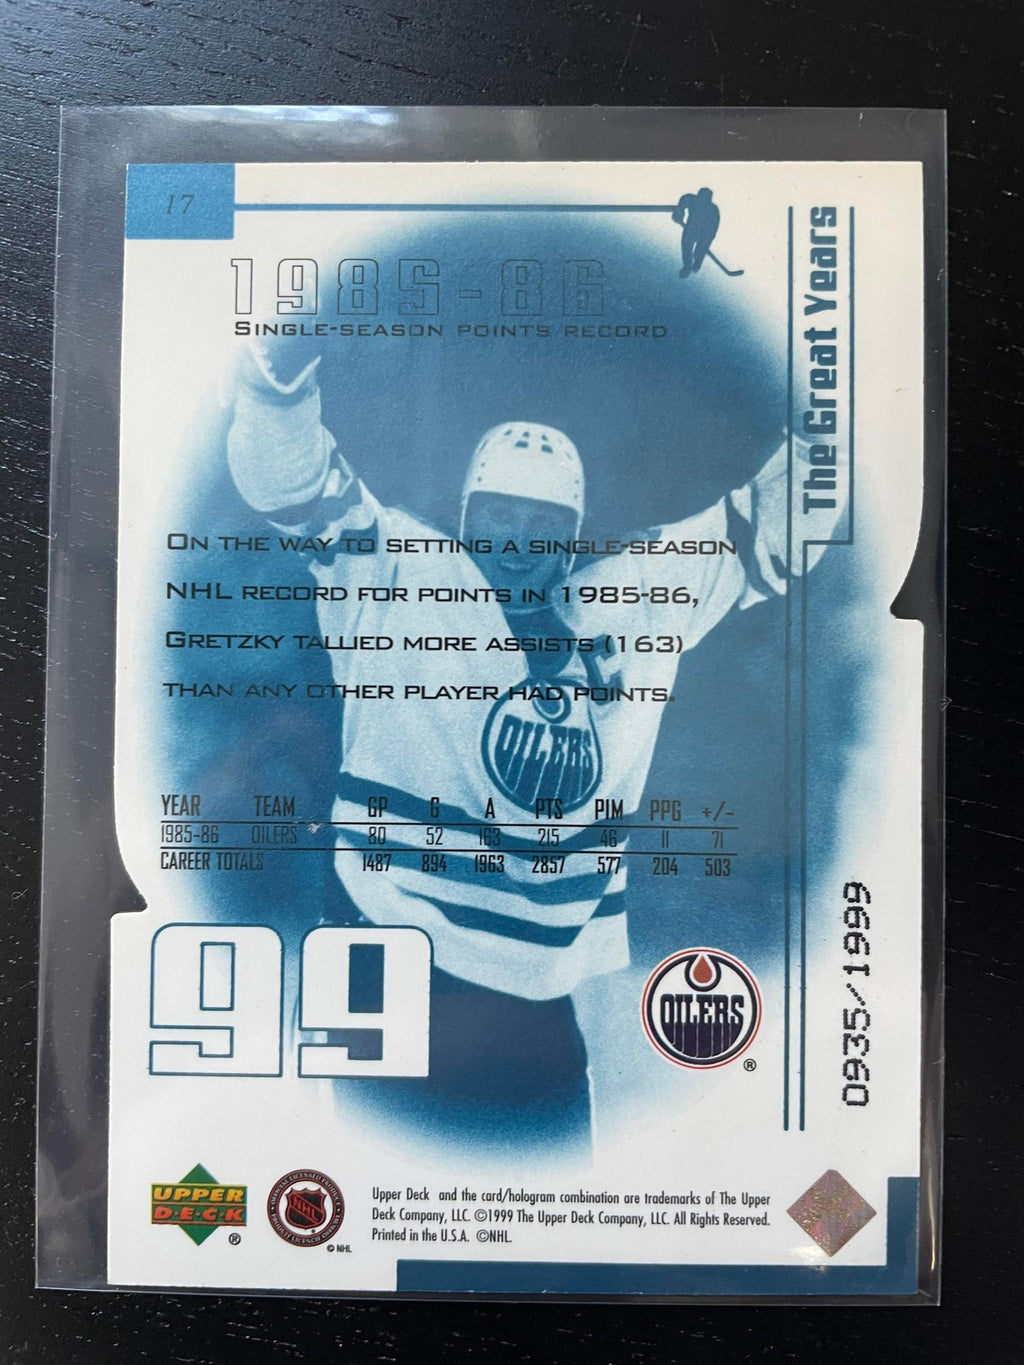 17
1985-86
SINGLE-SEASON POINTS RECORD
The Great Years
ON THE WAY TO SETTING A SINGLE-SEASON
NHL RECORD FOR POINTS IN 1985-86,
GRETZKY TALLIED MORE ASSISTS (163)
THAN ANY OTHER PLAYER HAD POINTS.
C
OILERS
YEAR TEAM GP G A PTS PIM PPG +/-
1985-86 OILERS 80 52 163 215 46 11 71
CAREER TOTALS 1487 894 1963 2857 577 204 503
99
OILERS
®
0935/1999
UPPER
DECK
®
NHL
© NHL
Upper Deck and the card/hologram combination are trademarks of The Upper
Deck Company, LLC. ©1999 The Upper Deck Company, LLC. All Rights Reserved.
Printed in the U.S.A. ©NHL.